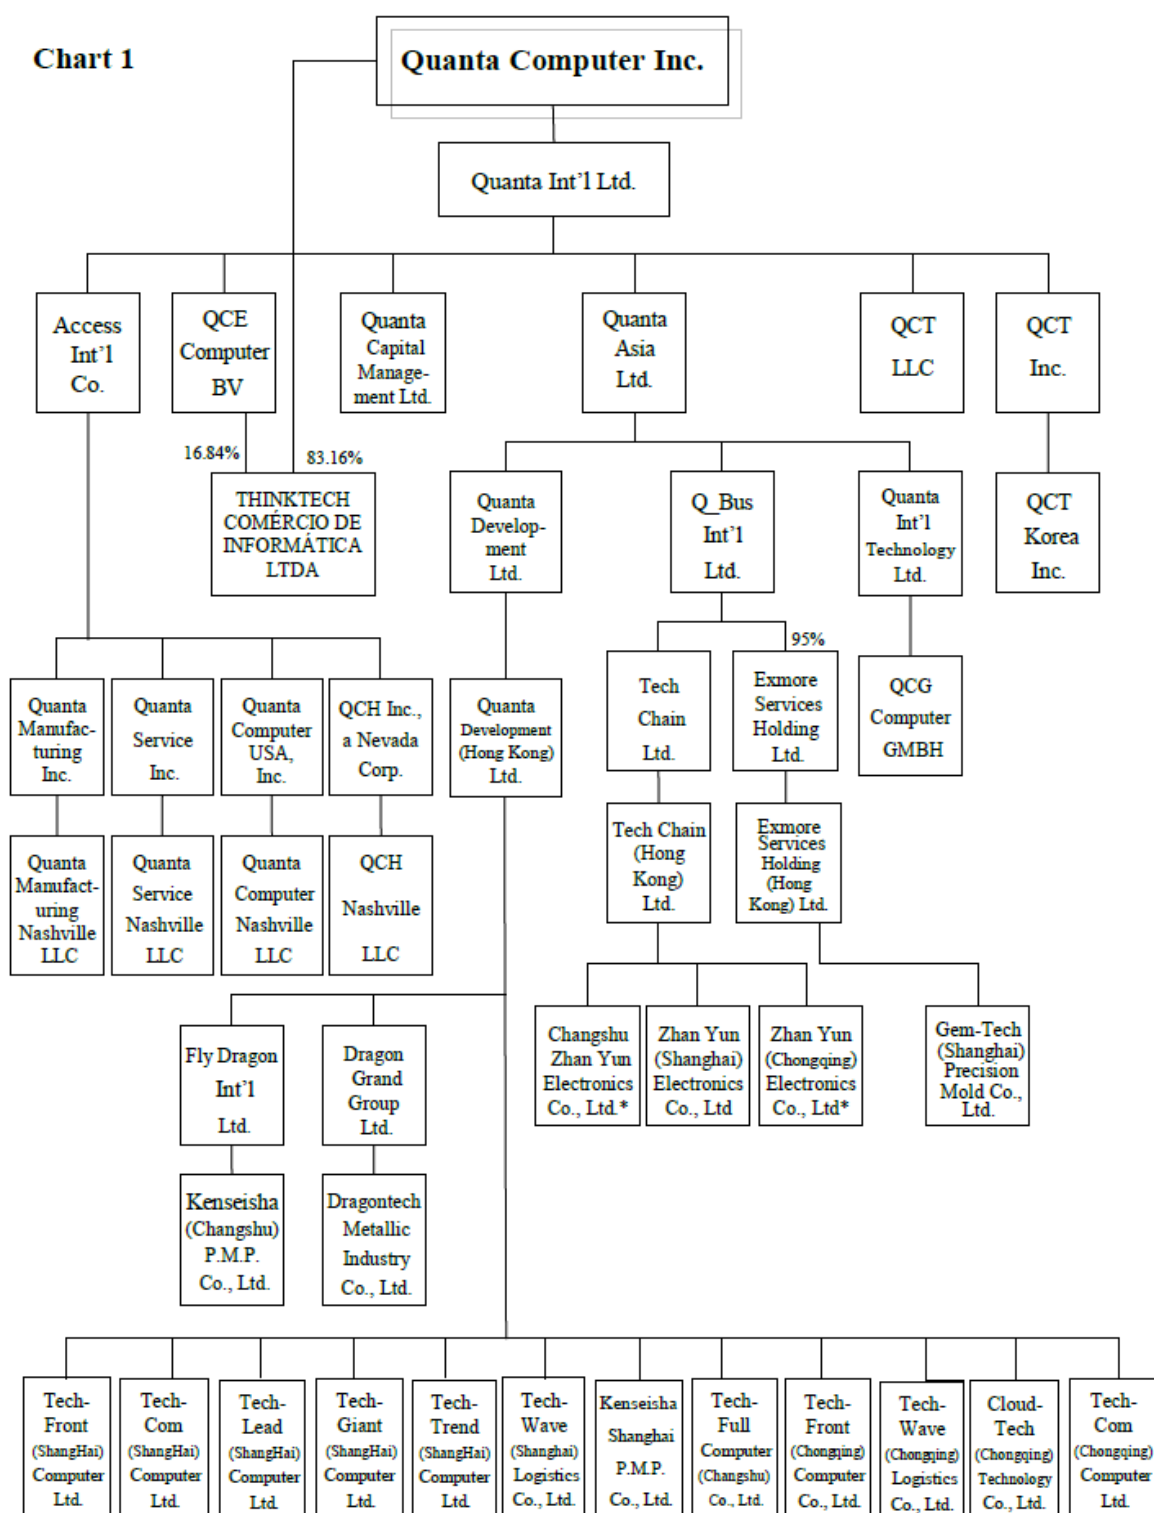 Chart 1
Quanta Computer Inc.
Quanta Int’l Ltd.
Access
Int’l
Co.
QCE
Computer
BV
Quanta
Capital
Manage-
ment Ltd.
Quanta
Asia
Ltd.
QCT
LLC
QCT
Inc.
16.84%
83.16%
THINKTECH
COMÉRCIO DE
INFORMÁTICA
LTDA
Quanta
Develop-
ment
Ltd.
Q_Bus
Int’l
Ltd.
Quanta
Int’l
Technology
Ltd.
QCT
Korea
Inc.
95%
Quanta
Manufac-
turing
Inc.
Quanta
Service
Inc.
Quanta
Computer
USA,
Inc.
QCH Inc.,
a Nevada
Corp.
Quanta
Development
(Hong Kong)
Ltd.
Tech
Chain
Ltd.
Exmore
Services
Holding
Ltd.
QCG
Computer
GMBH
Quanta
Manufact-
uring
Nashville
LLC
Quanta
Service
Nashville
LLC
Quanta
Computer
Nashville
LLC
QCH
Nashville
LLC
Tech Chain
(Hong
Kong)
Ltd.
Exmore
Services
Holding
(Hong
Kong) Ltd.
Fly Dragon
Int’l
Ltd.
Dragon
Grand
Group
Ltd.
Changshu
Zhan Yun
Electronics
Co., Ltd.*
Zhan Yun
(Shanghai)
Electronics
Co., Ltd
Zhan Yun
(Chongqing)
Electronics
Co., Ltd*
Gem-Tech
(Shanghai)
Precision
Mold Co.,
Ltd.
Kenseisha
(Changshu)
P.M.P.
Co., Ltd.
Dragontech
Metallic
Industry
Co., Ltd.
Tech-
Front
(ShangHai)
Computer
Ltd.
Tech-
Com
(ShangHai)
Computer
Ltd.
Tech-
Lead
(ShangHai)
Computer
Ltd.
Tech-
Giant
(ShangHai)
Computer
Ltd.
Tech-
Trend
(ShangHai)
Computer
Ltd.
Tech-
Wave
(Shanghai)
Logistics
Co., Ltd.
Kenseisha
Shanghai
P.M.P.
Co., Ltd.
Tech-
Full
Computer
(Changshu)
Co., Ltd.
Tech-
Front
(Chongqing)
Computer
Co., Ltd.
Tech-
Wave
(Chongqing)
Logistics
Co., Ltd.
Cloud-
Tech
(Chongqing)
Technology
Co., Ltd.
Tech-
Com
(Chongqing)
Computer
Ltd.